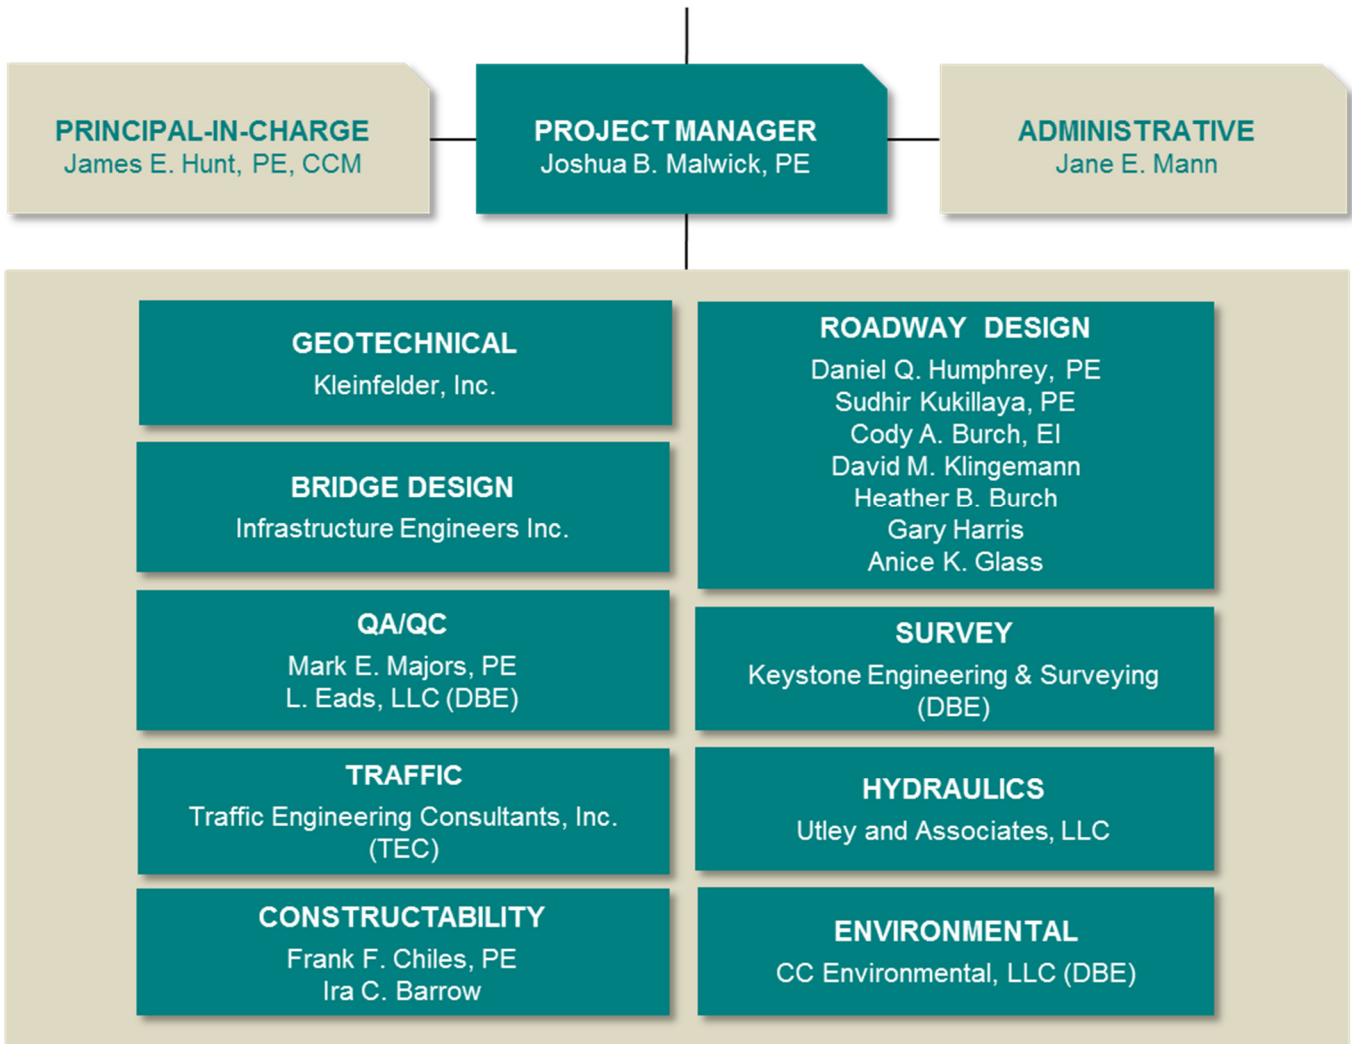 PRINCIPAL-IN-CHARGE
James E. Hunt, PE, CCM
PROJECT MANAGER
Joshua B. Malwick, PE
ADMINISTRATIVE
Jane E. Mann
GEOTECHNICAL
Kleinfelder, Inc.
BRIDGE DESIGN
Infrastructure Engineers Inc.
QA/QC
Mark E. Majors, PE
L. Eads, LLC (DBE)
TRAFFIC
Traffic Engineering Consultants, Inc.
(TEC)
CONSTRUCTABILITY
Frank F. Chiles, PE
Ira C. Barrow
ROADWAY DESIGN
Daniel Q. Humphrey, PE
Sudhir Kukillaya, PE
Cody A. Burch, EI
David M. Klingemann
Heather B. Burch
Gary Harris
Anice K. Glass
SURVEY
Keystone Engineering & Surveying
(DBE)
HYDRAULICS
Utley and Associates, LLC
ENVIRONMENTAL
CC Environmental, LLC (DBE)